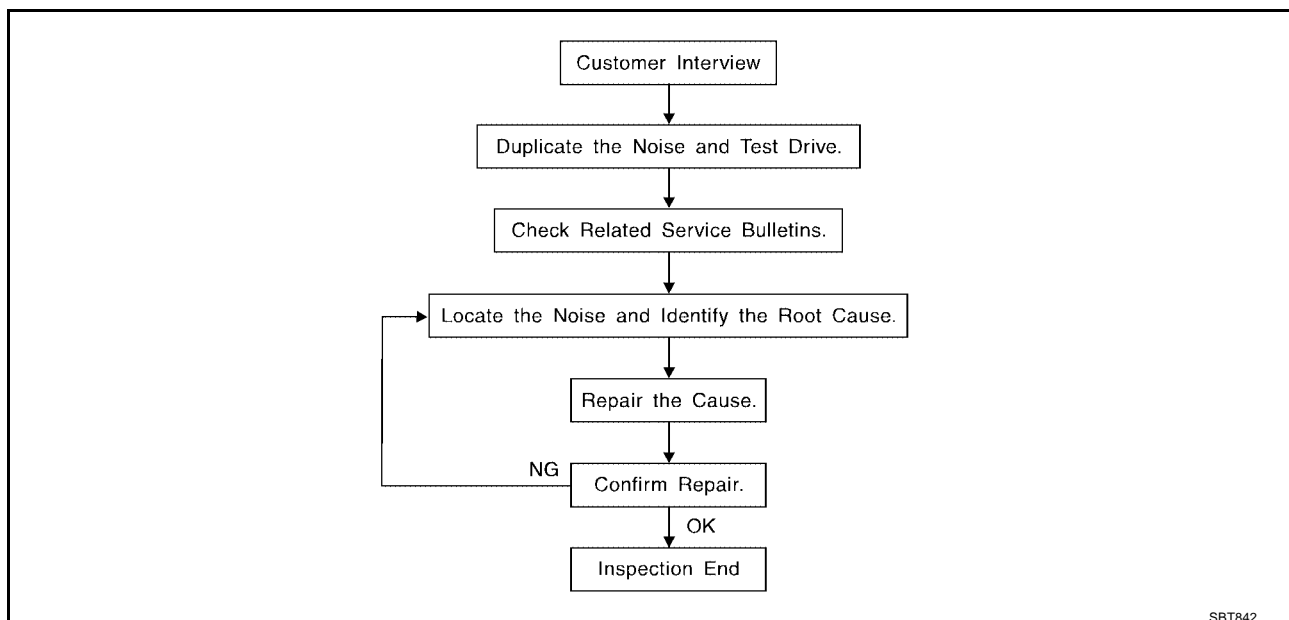 Customer Interview
Duplicate the Noise and Test Drive.
Check Related Service Bulletins.
Locate the Noise and Identify the Root Cause.
Repair the Cause.
NG
Confirm Repair.
OK
Inspection End
SBT842